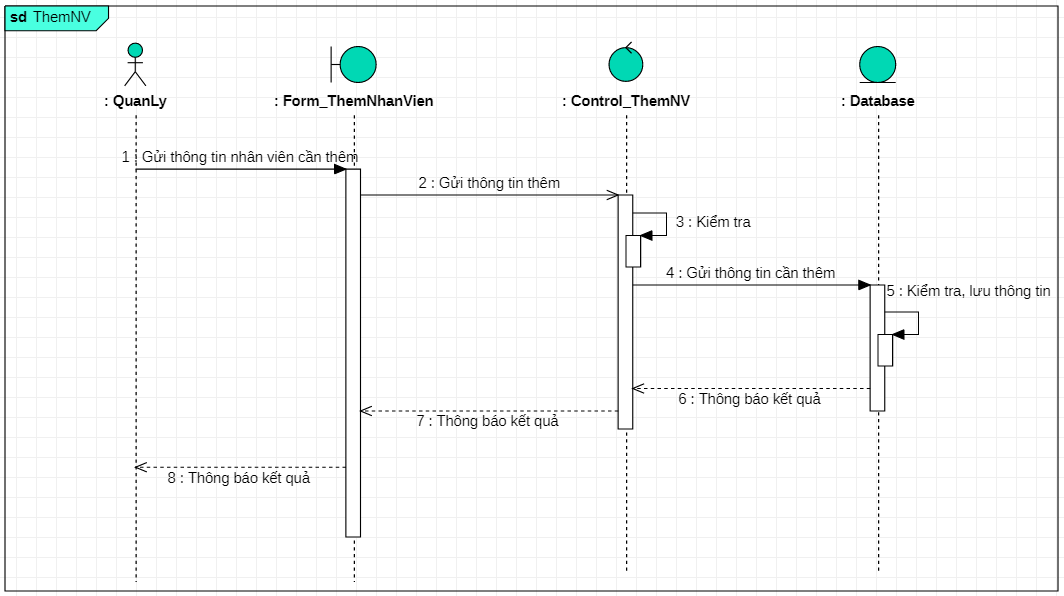 sd ThemNV
: QuanLy
: Form_ThemNhanVien
: Control_ThemNV
: Database
1 : Gửi thông tin nhân viên cần thêm
2 : Gửi thông tin thêm
3 : Kiểm tra
4 : Gửi thông tin cần thêm
5 : Kiểm tra, lưu thông tin
6 : Thông báo kết quả
7 : Thông báo kết quả
8 : Thông báo kết quả